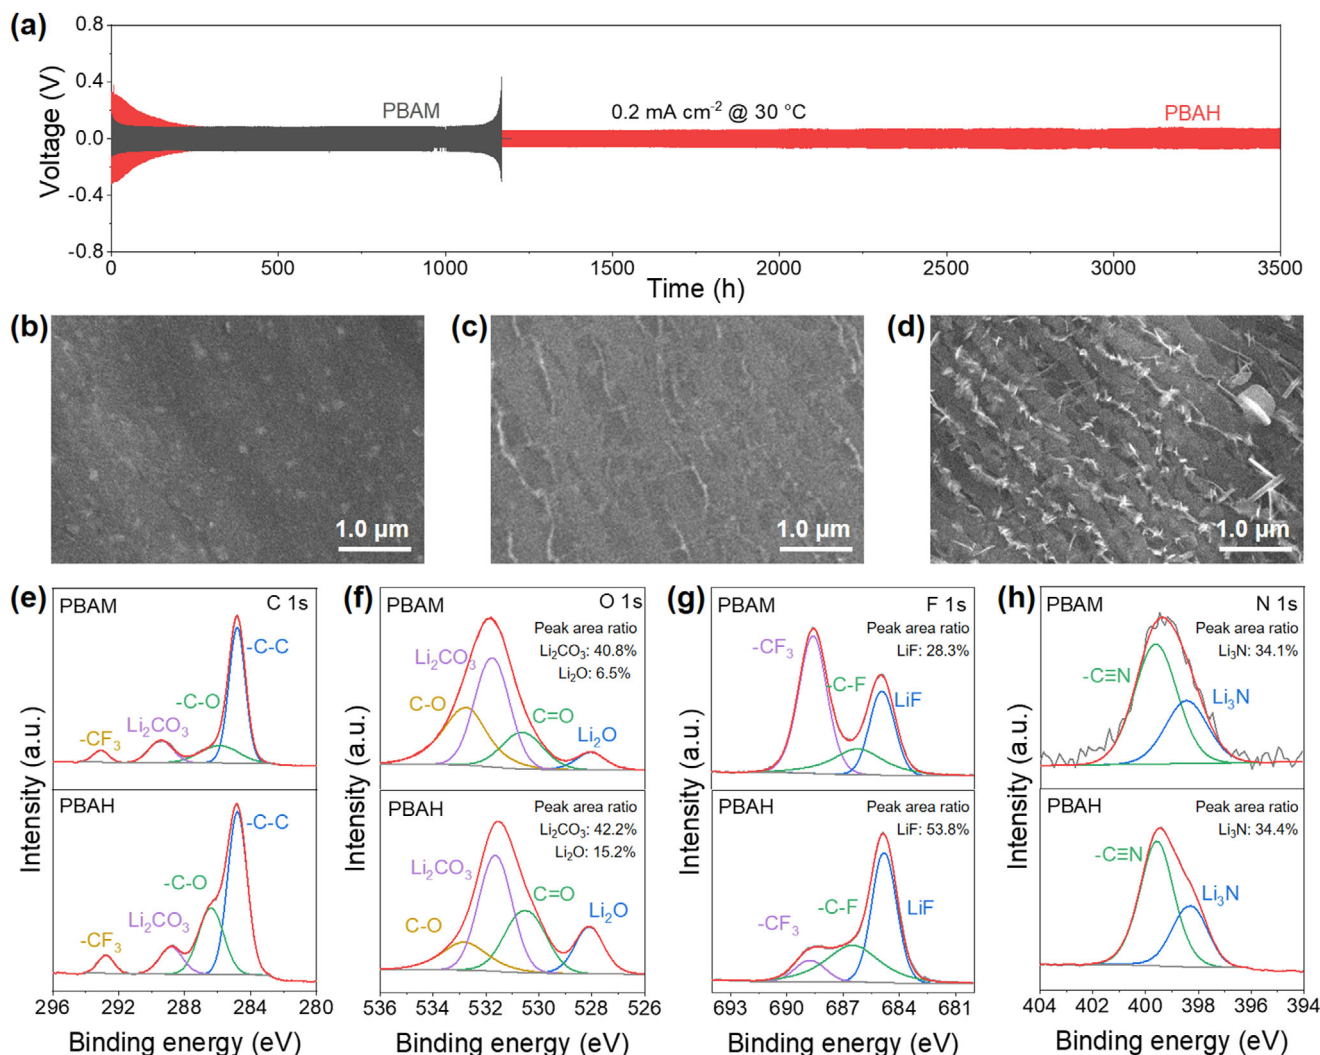 (a)
0.8
0.4
0.0
-0.4
-0.8
Voltage (V)
PBAM
0.2 mA cm⁻² @ 30 °C
PBAH
0 500 1000 1500 2000 2500 3000 3500
Time (h)
(b)
1.0 µm
(c)
1.0 µm
(d)
1.0 µm
(e)
PBAM
C 1s
-C-C
-C-O
Li₂CO₃
-CF₃
PBAH
-C-C
-C-O
Li₂CO₃
-CF₃
296 292 288 284 280
Binding energy (eV)
Intensity (a.u.)
(f)
PBAM
O 1s
Peak area ratio
Li₂CO₃: 40.8%
Li₂O: 6.5%
Li₂CO₃
C-O
C=O
Li₂O
PBAH
Peak area ratio
Li₂CO₃: 42.2%
Li₂O: 15.2%
Li₂CO₃
C=O
C-O
Li₂O
536 534 532 530 528 526
Binding energy (eV)
Intensity (a.u.)
(g)
PBAM
F 1s
Peak area ratio
LiF: 28.3%
-CF₃
-C-F
LiF
PBAH
Peak area ratio
LiF: 53.8%
-C-F
-CF₃
LiF
693 690 687 684 681
Binding energy (eV)
Intensity (a.u.)
(h)
PBAM
N 1s
Peak area ratio
Li₃N: 34.1%
-C≡N
Li₃N
PBAH
Peak area ratio
Li₃N: 34.4%
-C≡N
Li₃N
404 402 400 398 396 394
Binding energy (eV)
Intensity (a.u.)